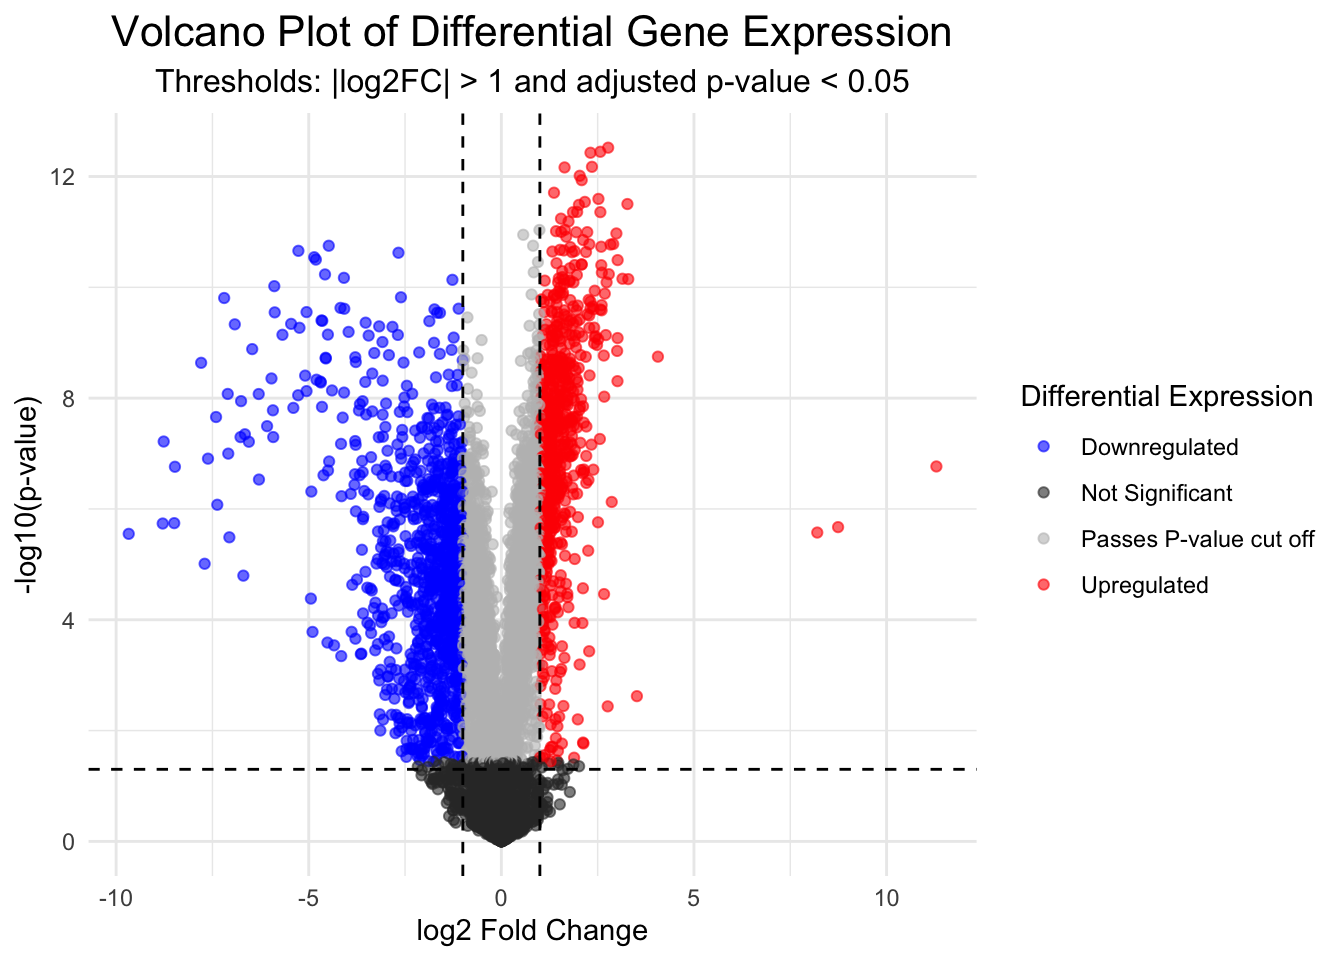 Volcano Plot of Differential Gene Expression
Thresholds: |log2FC| > 1 and adjusted p-value < 0.05
12
8
4
0
-log10(p-value)
-10
-5
0
5
10
log2 Fold Change
Differential Expression
Downregulated
Not Significant
Passes P-value cut off
Upregulated